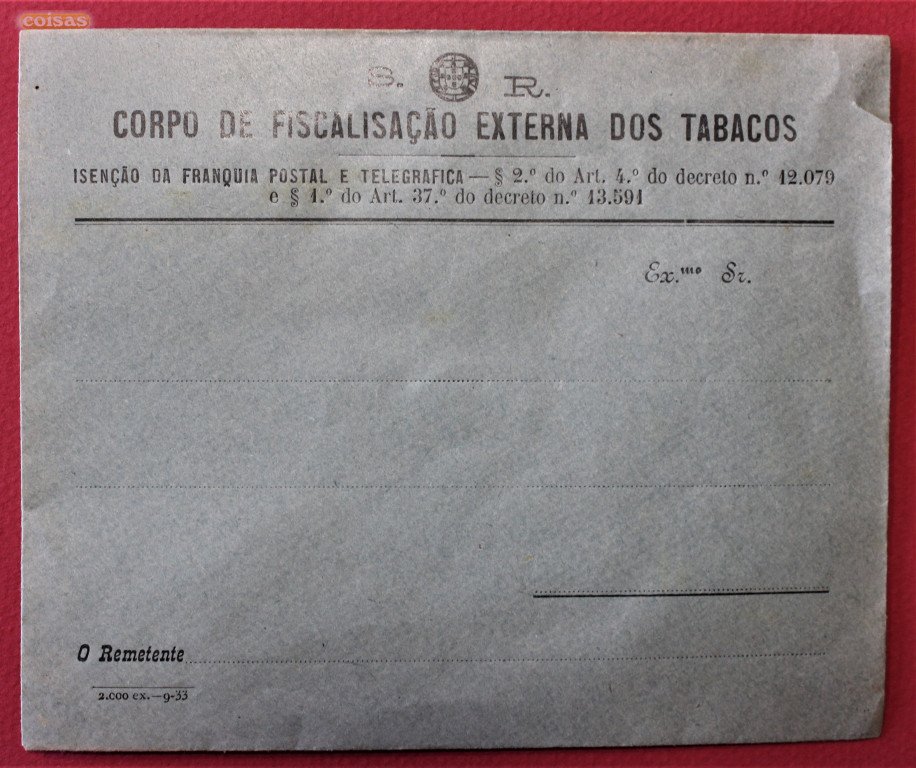 coisas
S. R.
CORPO DE FISCALISAÇÃO EXTERNA DOS TABACOS
ISENÇÃO DA FRANQUIA POSTAL E TELEGRAFICA — § 2.º do Art. 4.º do decreto n.º 12.079
e § 1.º do Art. 37.º do decreto n.º 13.591
Ex.mo Sr.
O Remetente
2.000 ex.—9-33